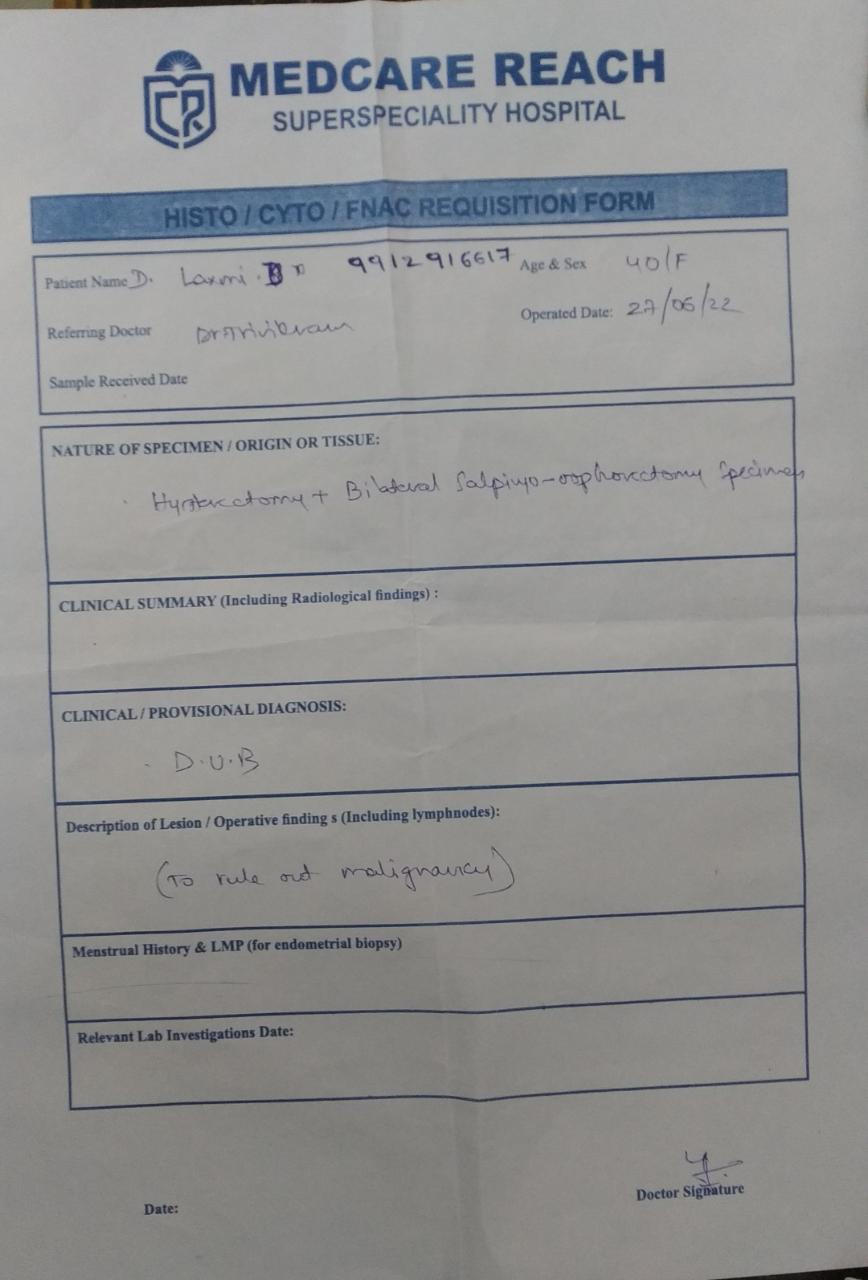 MEDCARE REACH
SUPERSPECIALITY HOSPITAL
HISTO / CYTO / FNAC REQUISITION FORM
Patient Name D. Laxmi. 9912916617 Age & Sex 40/F
Referring Doctor Dr Trivikram Operated Date: 27/06/22
Sample Received Date
NATURE OF SPECIMEN / ORIGIN OR TISSUE:
Hysterectomy + Bilateral Salpingo-oophorectomy Specimen
CLINICAL SUMMARY (Including Radiological findings) :
CLINICAL / PROVISIONAL DIAGNOSIS:
D.U.B
Description of Lesion / Operative finding s (Including lymphnodes):
(To rule out malignancy)
Menstrual History & LMP (for endometrial biopsy)
Relevant Lab Investigations Date:
Doctor Signature
Date: